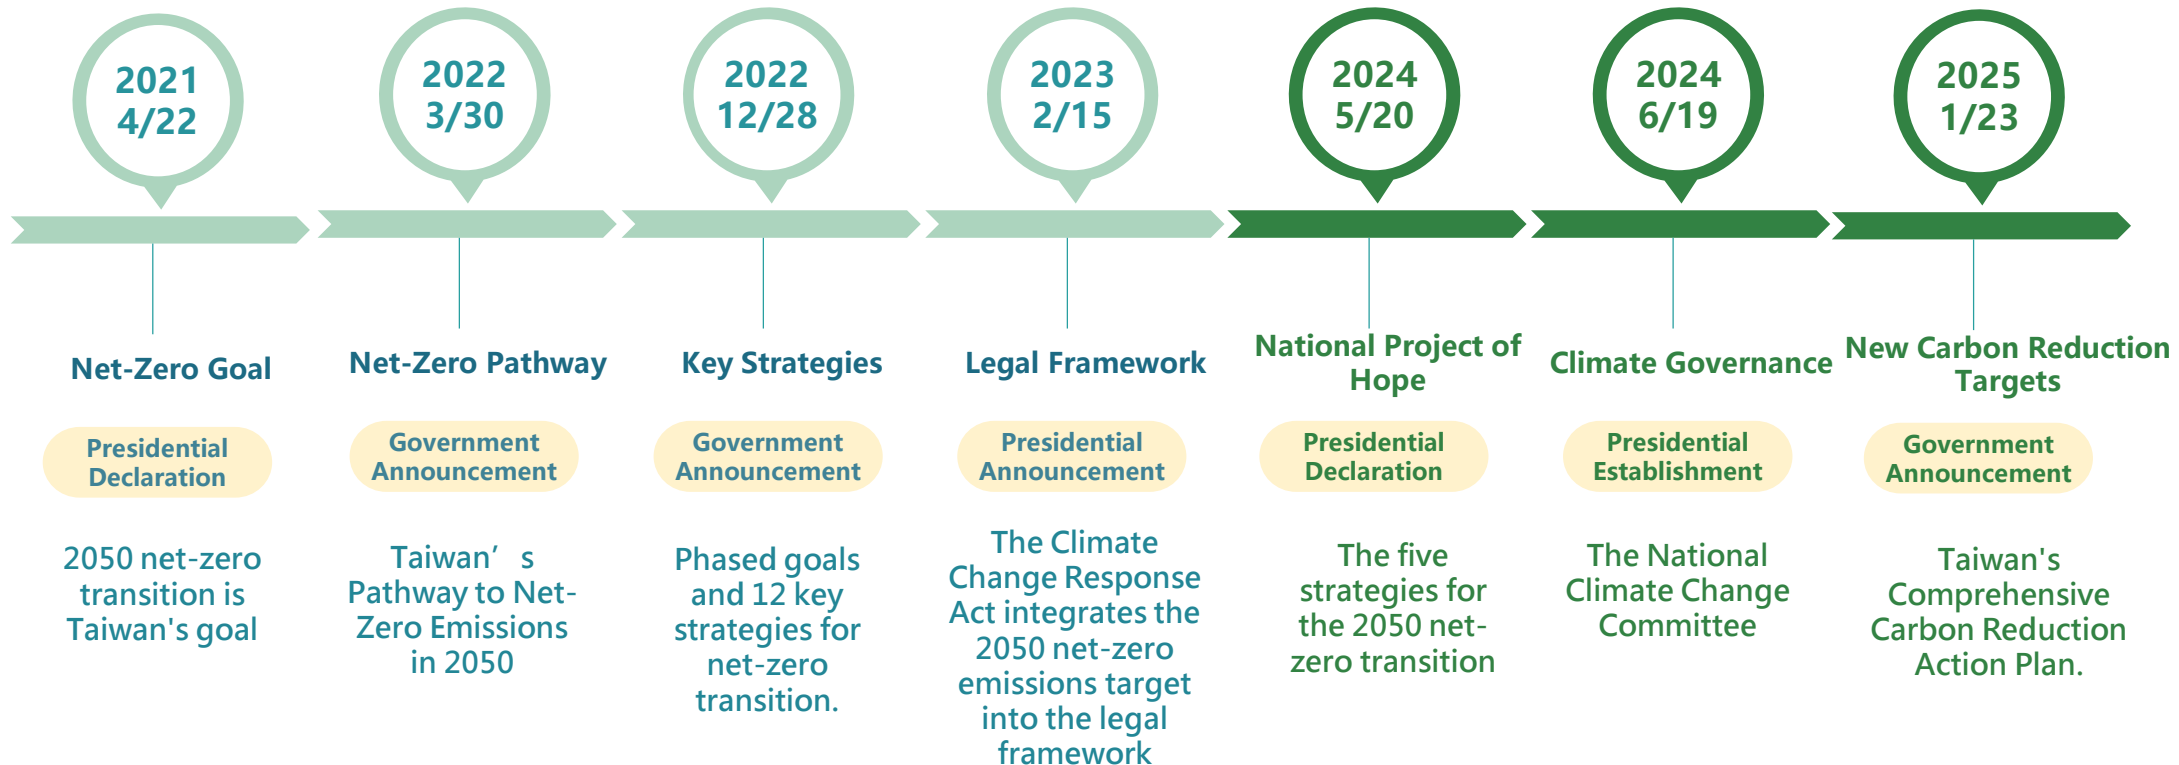 2021
4/22
2022
3/30
2022
12/28
2023
2/15
2024
5/20
2024
6/19
2025
1/23
Net-Zero Goal
Presidential
Declaration
2050 net-zero
transition is
Taiwan's goal
Net-Zero Pathway
Government
Announcement
Taiwan’s
Pathway to Net-
Zero Emissions
in 2050
Key Strategies
Government
Announcement
Phased goals
and 12 key
strategies for
net-zero
transition.
Legal Framework
Presidential
Announcement
The Climate
Change Response
Act integrates the
2050 net-zero
emissions target
into the legal
framework
National Project of
Hope
Presidential
Declaration
The five
strategies for
the 2050 net-
zero transition
Climate Governance
Presidential
Establishment
The National
Climate Change
Committee
New Carbon Reduction
Targets
Government
Announcement
Taiwan's
Comprehensive
Carbon Reduction
Action Plan.